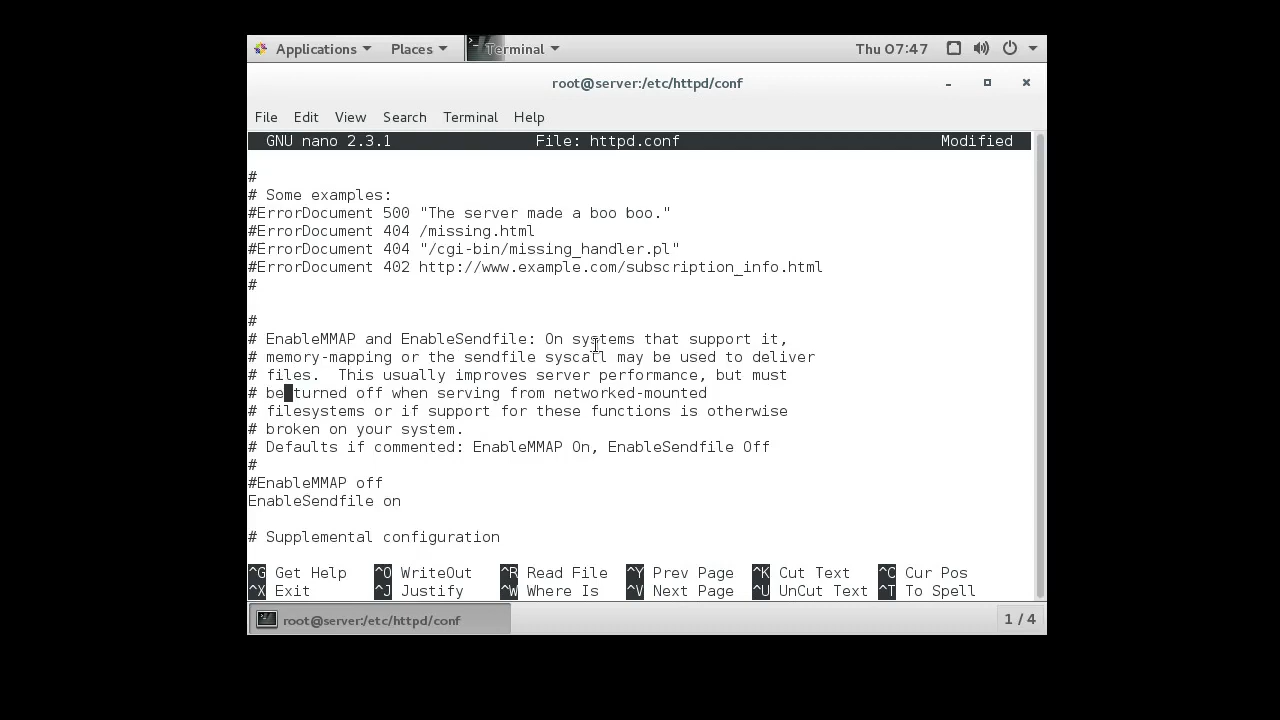 Applications Places Terminal Thu 07:47
root@server:/etc/httpd/conf
File Edit View Search Terminal Help
GNU nano 2.3.1 File: httpd.conf Modified
#
# Some examples:
#ErrorDocument 500 "The server made a boo boo."
#ErrorDocument 404 /missing.html
#ErrorDocument 404 "/cgi-bin/missing_handler.pl"
#ErrorDocument 402 http://www.example.com/subscription_info.html
#
#
# EnableMMAP and EnableSendfile: On systems that support it,
# memory-mapping or the sendfile syscall may be used to deliver
# files.  This usually improves server performance, but must
# be turned off when serving from networked-mounted
# filesystems or if support for these functions is otherwise
# broken on your system.
# Defaults if commented: EnableMMAP On, EnableSendfile Off
#
#EnableMMAP off
EnableSendfile on
# Supplemental configuration
^G Get Help ^O WriteOut ^R Read File ^Y Prev Page ^K Cut Text ^C Cur Pos
^X Exit ^J Justify ^W Where Is ^V Next Page ^U UnCut Text ^T To Spell
root@server:/etc/httpd/conf 1 / 4